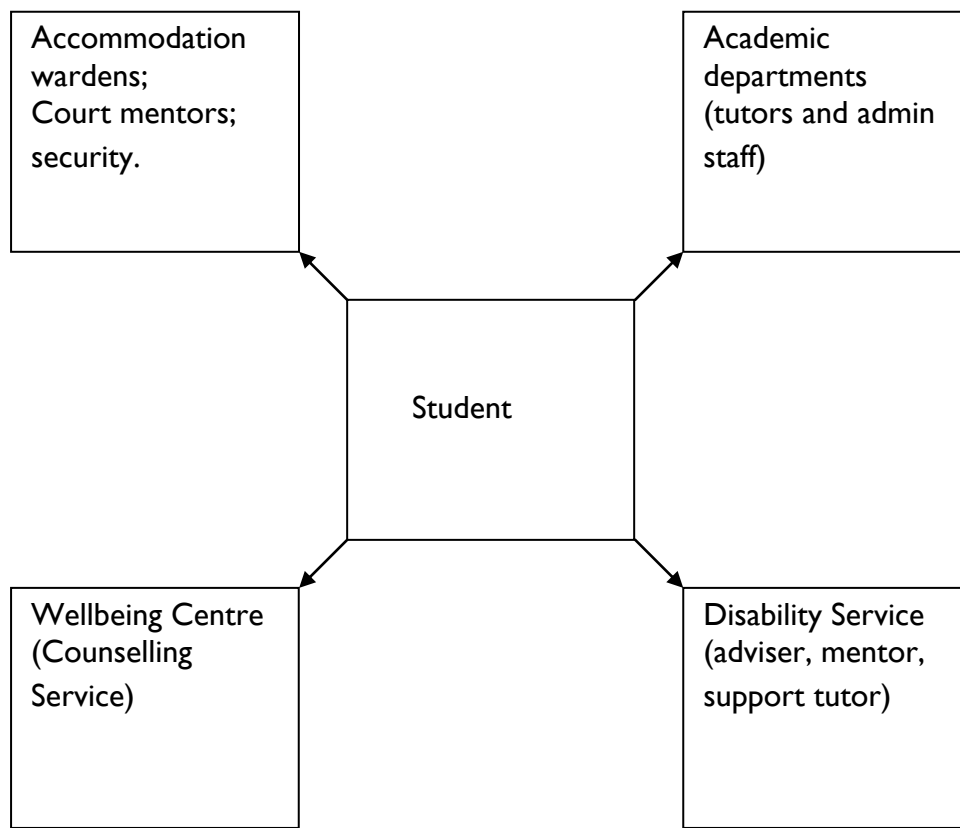 Accommodation
wardens;
Court mentors;
security.
Academic
departments
(tutors and admin
staff)
Student
Wellbeing Centre
(Counselling
Service)
Disability Service
(adviser, mentor,
support tutor)